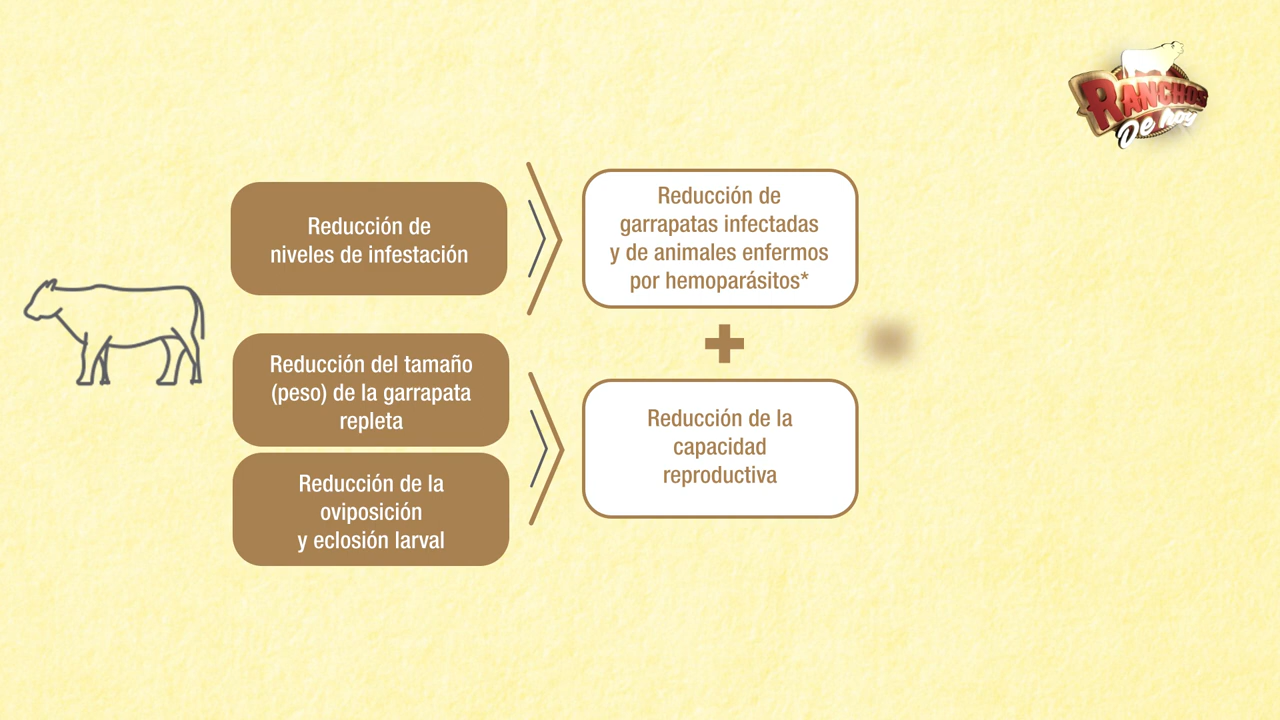 RANCHOS
De hoy
Reducción de
niveles de infestación
Reducción de
garrapatas infectadas
y de animales enfermos
por hemoparásitos*
Reducción del tamaño
(peso) de la garrapata
repleta
Reducción de la
oviposición
y eclosión larval
Reducción de la
capacidad
reproductiva